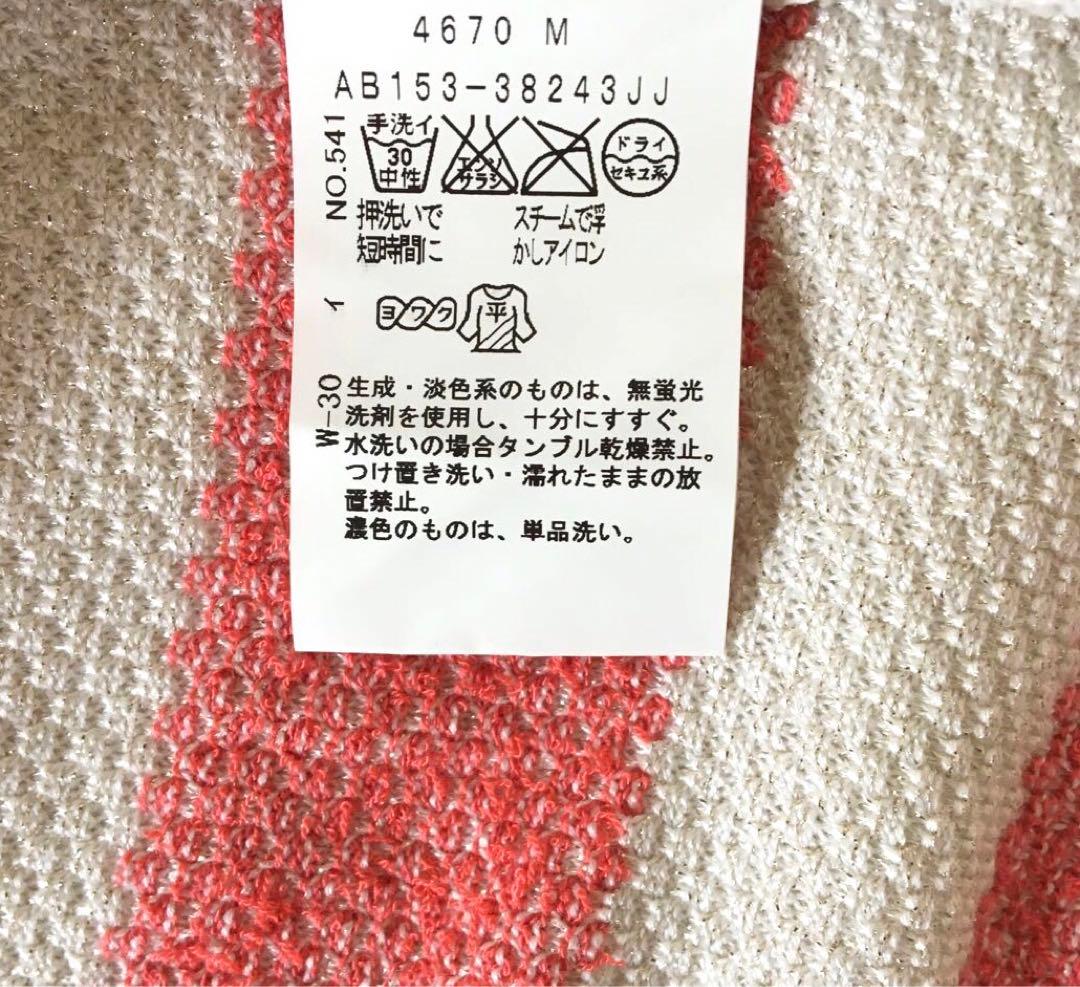 4670 M
AB153-38243JJ
NO.541
手洗イ
30
中性
エンソ
サラシ
ドライ
セキユ系
押洗いで
短時間に
スチームで浮
かしアイロン
イ
ヨワク
平
W-30
生成・淡色系のものは、無蛍光
洗剤を使用し、十分にすすぐ。
水洗いの場合タンブル乾燥禁止。
つけ置き洗い・濡れたままの放
置禁止。
濃色のものは、単品洗い。